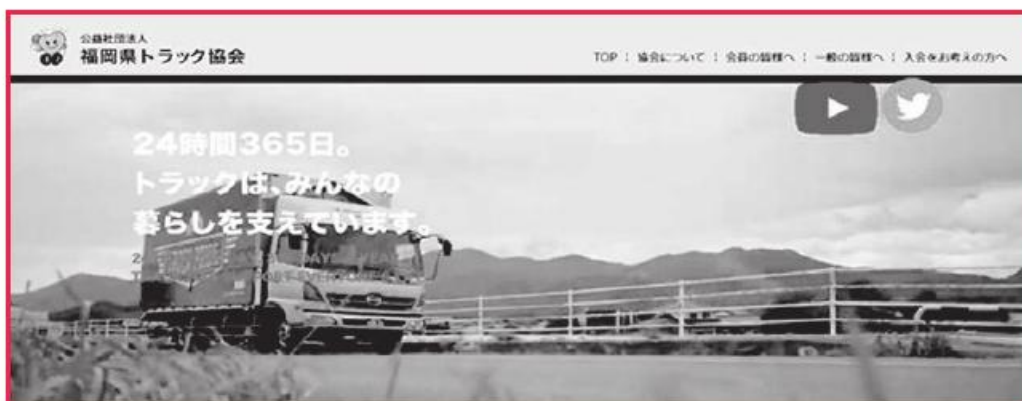 公益社団法人
福岡県トラック協会
TOP ┆ 協会について ┆ 会員の皆様へ ┆ 一般の皆様へ ┆ 入会をお考えの方へ
24時間365日。
トラックは、みんなの
暮らしを支えています。